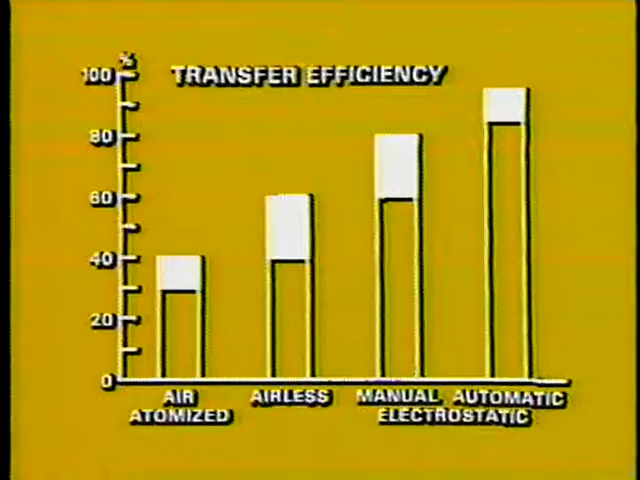 %
TRANSFER EFFICIENCY
100
80
60
40
20
0
AIR ATOMIZED
AIRLESS
MANUAL AUTOMATIC
ELECTROSTATIC